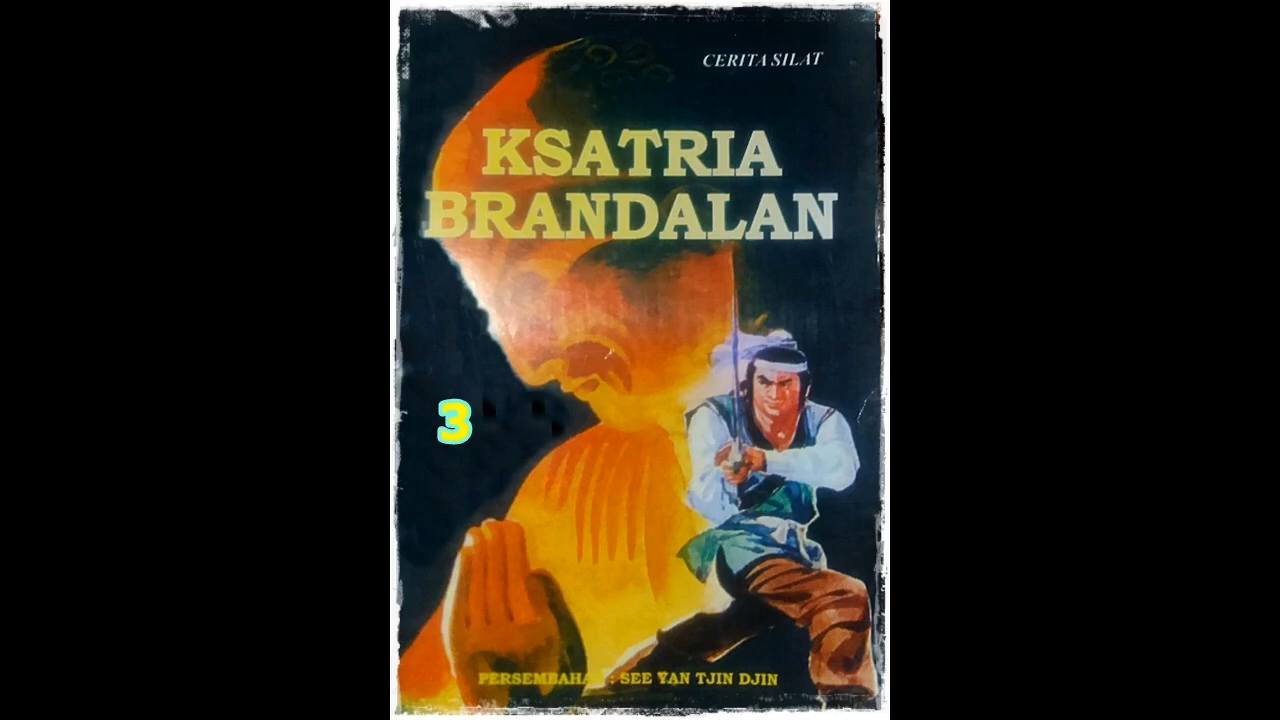 CERITA SILAT
KSATRIA
BRANDALAN
3
: SEE YAN TJIN DJIN